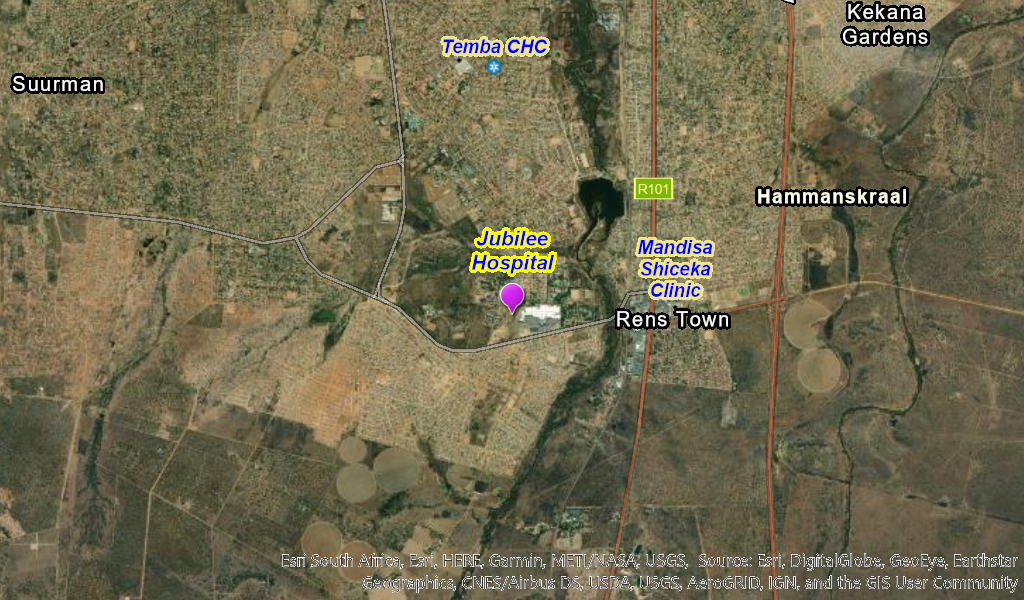 Kekana
Gardens
Temba CHC
Suurman
R101
Hammanskraal
Jubilee
Hospital
Mandisa
Shiceka
Clinic
Rens Town
Esri South Africa, Esri, HERE, Garmin, METI/NASA, USGS, Source: Esri, DigitalGlobe, GeoEye, Earthstar
Geographics, CNES/Airbus DS, USDA, USGS, AeroGRID, IGN, and the GIS User Community